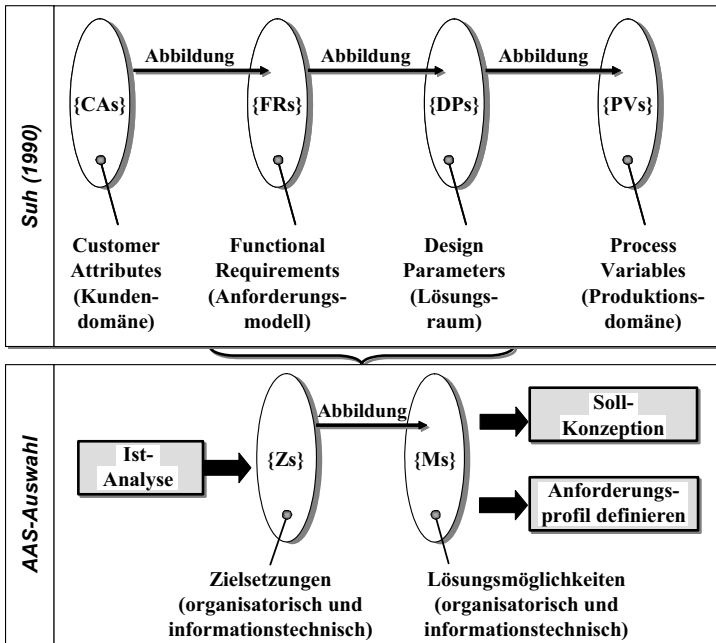 Suh (1990)
Abbildung
Abbildung
Abbildung
{CAs}
{FRs}
{DPs}
{PVs}
Customer
Attributes
(Kunden-
domäne)
Functional
Requirements
(Anforderungs-
modell)
Design
Parameters
(Lösungs-
raum)
Process
Variables
(Produktions-
domäne)
AAS-Auswahl
Ist-
Analyse
{Zs}
Abbildung
{Ms}
Soll-
Konzeption
Anforderungs-
profil definieren
Zielsetzungen
(organisatorisch und
informationstechnisch)
Lösungsmöglichkeiten
(organisatorisch und
informationstechnisch)